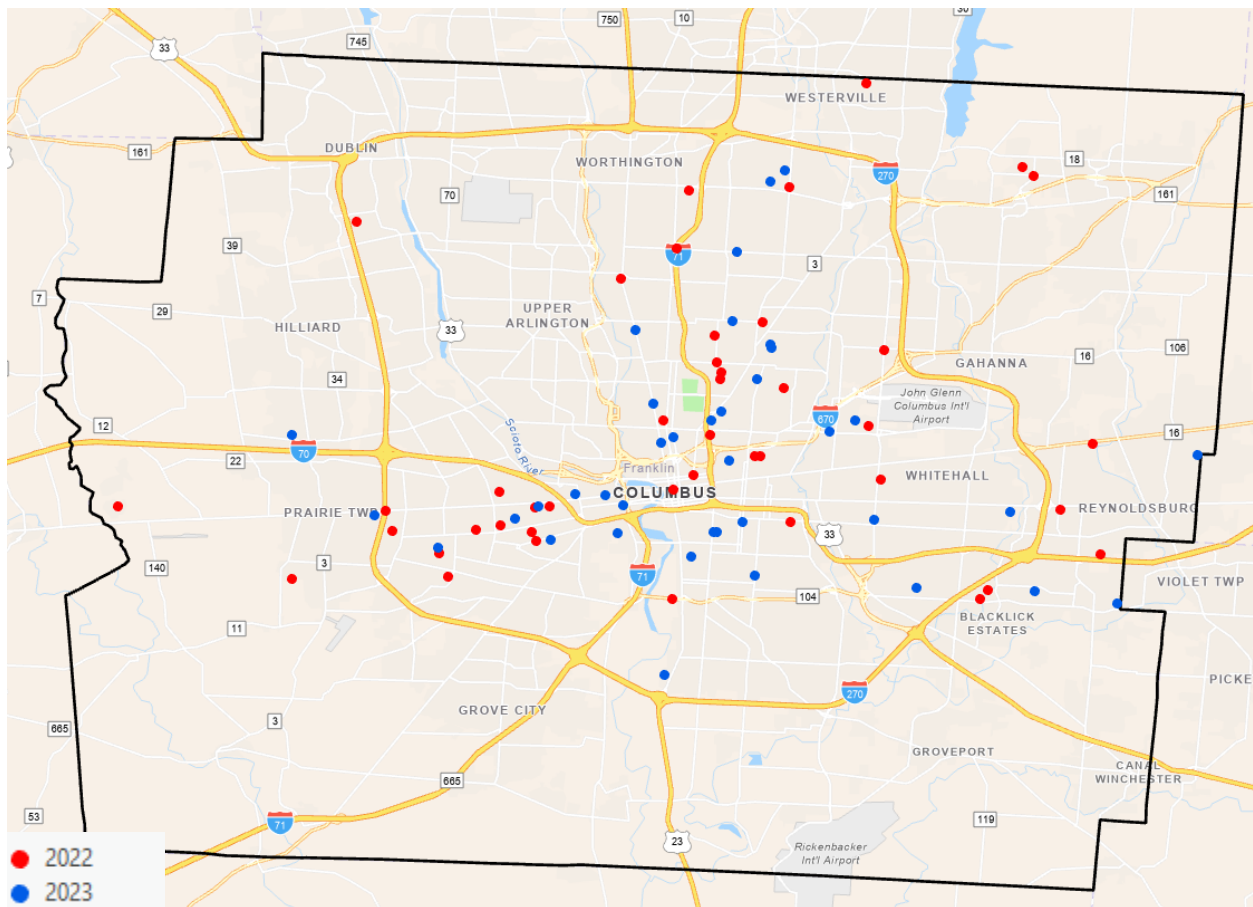 750
10
30
33
745
WESTERVILLE
161
DUBLIN
WORTHINGTON
18
270
70
161
39
71
3
7
29
UPPER
ARLINGTON
HILLIARD
33
106
16
GAHANNA
34
John Glenn
Columbus Int'l
Airport
670
12
Scioto River
16
70
22
Franklin
WHITEHALL
COLUMBUS
PRAIRIE TWP
REYNOLDSBURG
33
3
140
71
VIOLET TWP
104
BLACKLICK
ESTATES
11
PICKE
270
GROVE CITY
3
665
GROVEPORT
CANAL
WINCHESTER
665
53
71
119
23
Rickenbacker
Int'l Airport
2022
2023